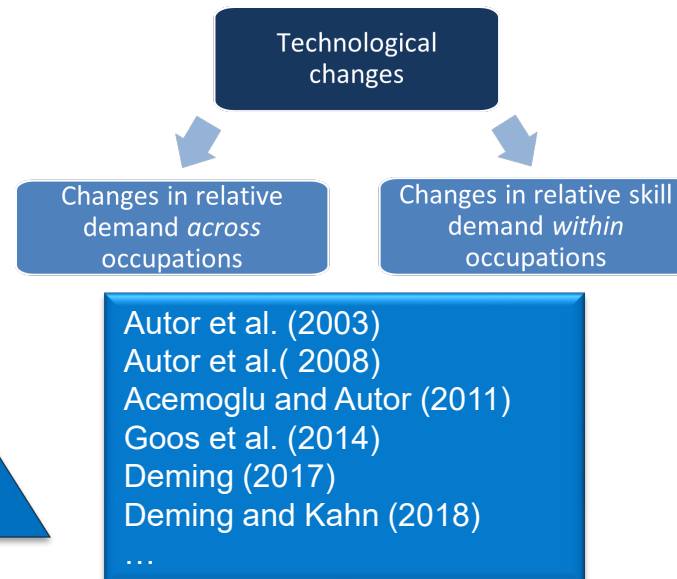 Technological
changes
Changes in relative
demand across
occupations
Changes in relative skill
demand within
occupations
Autor et al. (2003)
Autor et al.( 2008)
Acemoglu and Autor (2011)
Goos et al. (2014)
Deming (2017)
Deming and Kahn (2018)
…